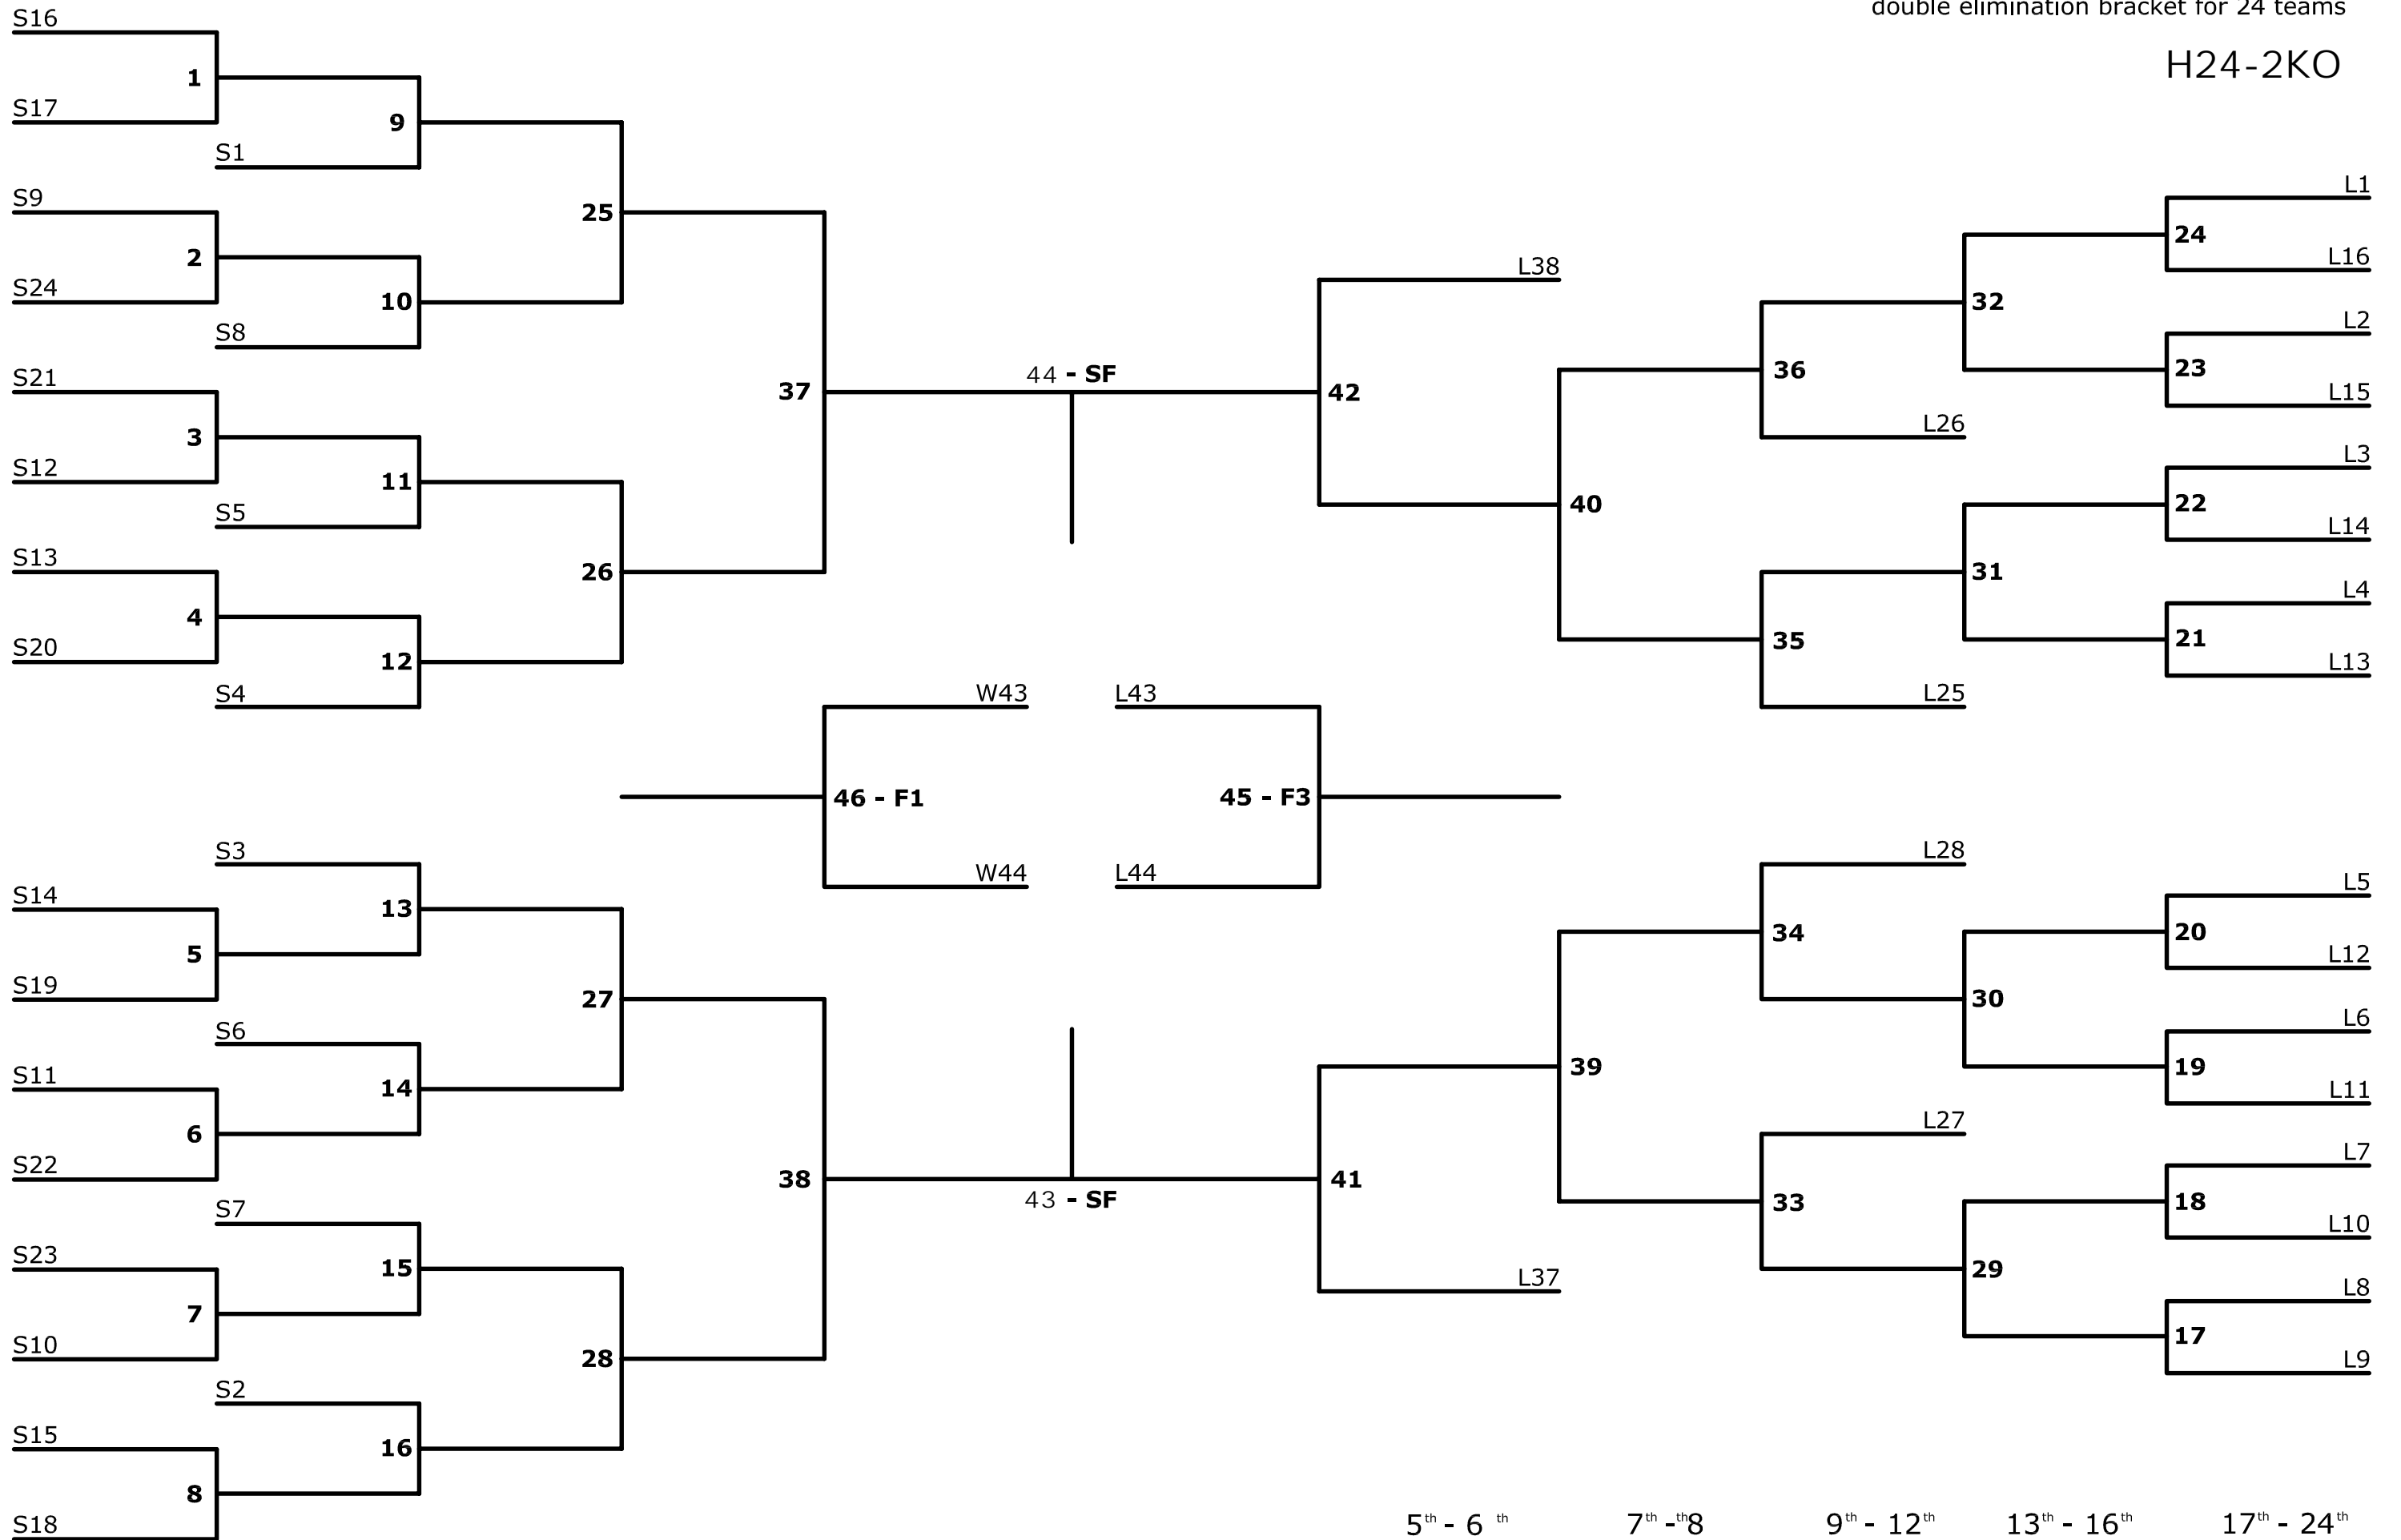 double elimination bracket for 24 teams
H24-2KO
S16
1
S17
9
S1
S9
25
2
S24
10
S8
S21
37
3
S12
11
S5
S13
26
4
S20
12
S4
44 - SF
L38
42
40
36
L26
35
L25
32
31
L1
24
L16
L2
23
L15
L3
22
L14
L4
21
L13
W43
46 - F1
W44
L43
45 - F3
L44
S3
S14
13
5
S19
27
S6
S11
14
6
S22
38
S7
S23
15
7
S10
28
S2
S15
16
8
S18
43 - SF
41
L37
39
L28
34
L27
33
30
29
L5
20
L12
L6
19
L11
L7
18
L10
L8
17
L9
5th - 6 th
7th -th8
9th - 12th
13th - 16th
17th - 24th